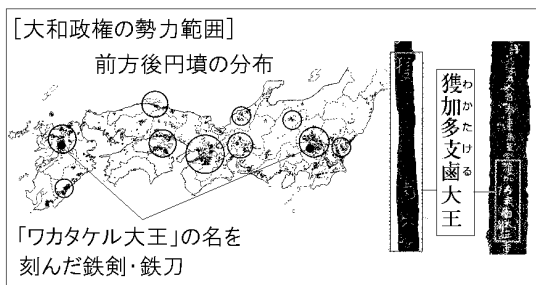 [大和政権の勢力範囲]
前方後円墳の分布
「ワカタケル大王」の名を
刻んだ鉄剣・鉄刀
獲加多支鹵大王
わかたける